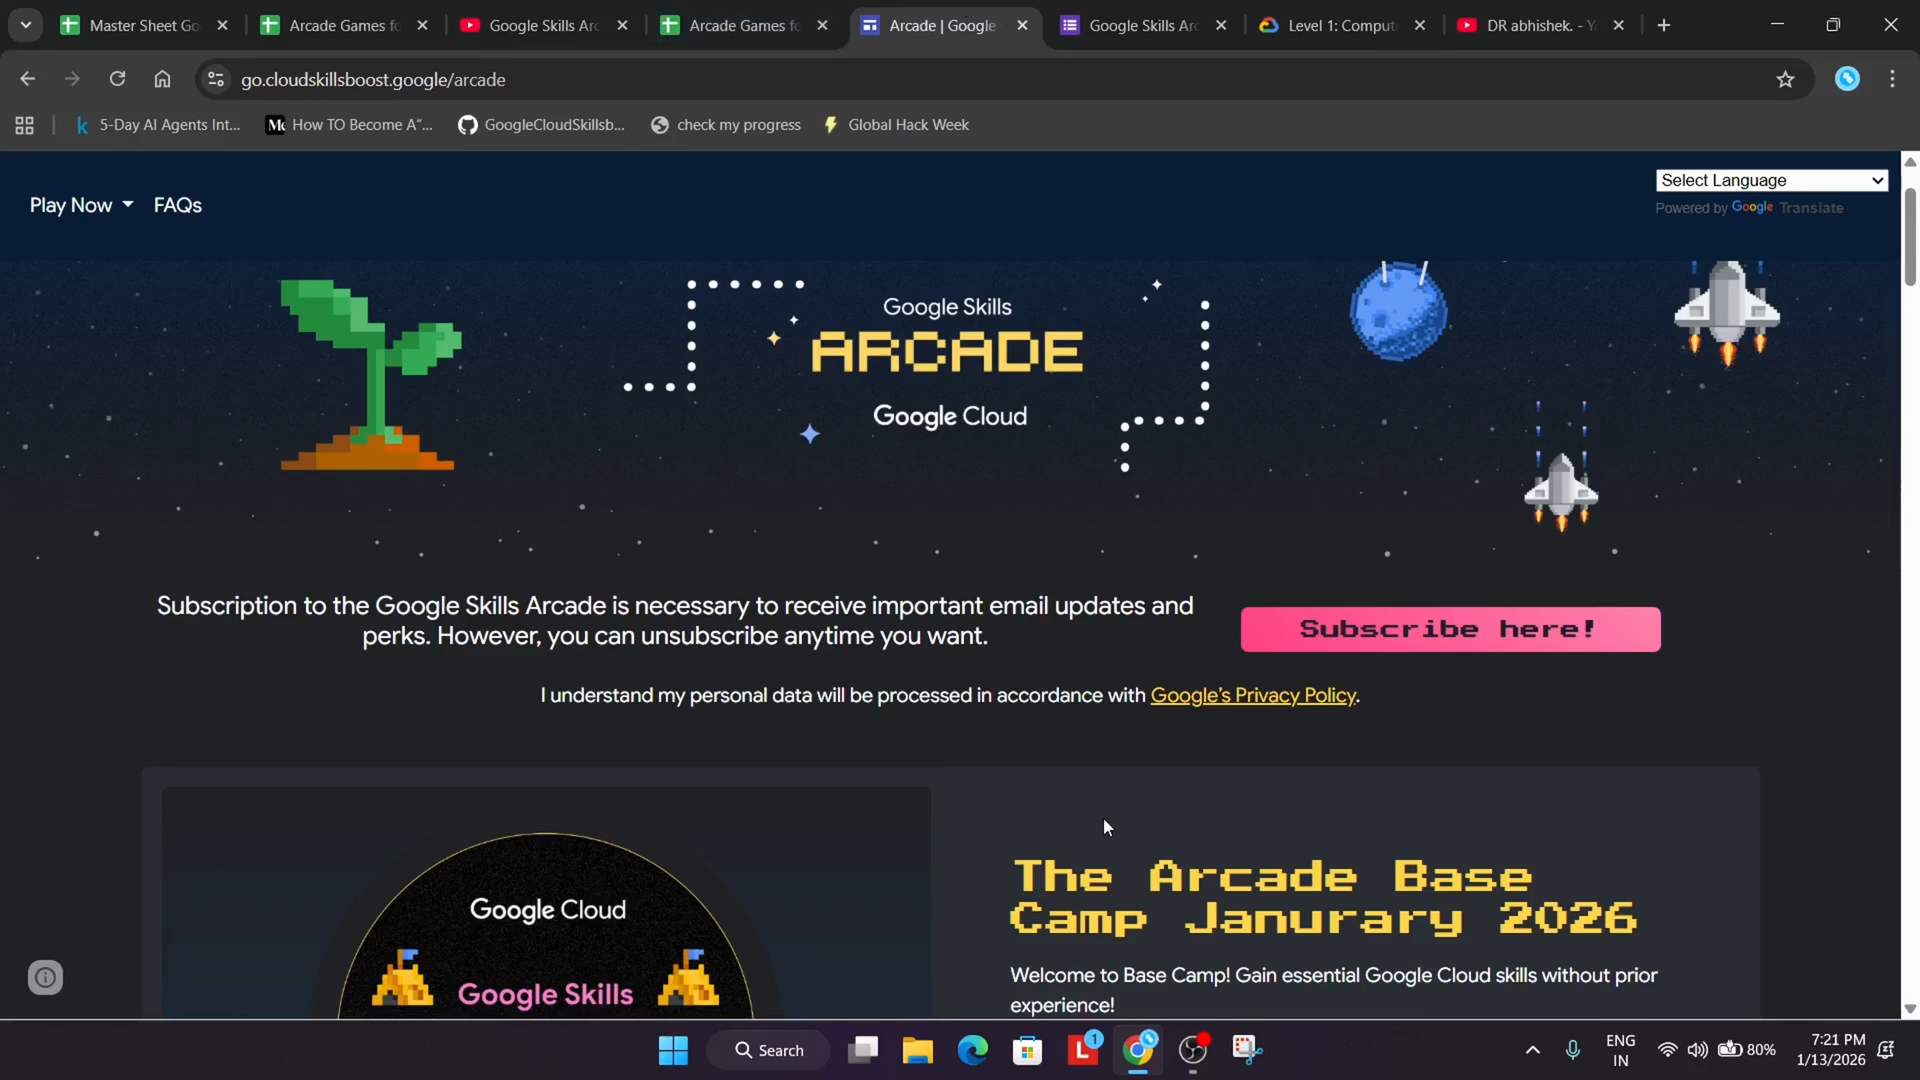 Master Sheet Go
Arcade Games fo
Google Skills Arc
Arcade Games fo
Arcade | Google
Google Skills Arc
Level 1: Comput
DR abhishek. - Y
go.cloudskillsboost.google/arcade
5-Day AI Agents Int...
How TO Become A“...
GoogleCloudSkillsb...
check my progress
Global Hack Week
Play Now
FAQs
Select Language
Powered by Google Translate
Google Skills
ARCADE
Google Cloud
Subscription to the Google Skills Arcade is necessary to receive important email updates and
perks. However, you can unsubscribe anytime you want.
Subscribe here!
I understand my personal data will be processed in accordance with Google's Privacy Policy.
Google Cloud
Google Skills
The Arcade Base
Camp Janurary 2026
Welcome to Base Camp! Gain essential Google Cloud skills without prior
experience!
Search
1
ENG
IN
80%
7:21 PM
1/13/2026